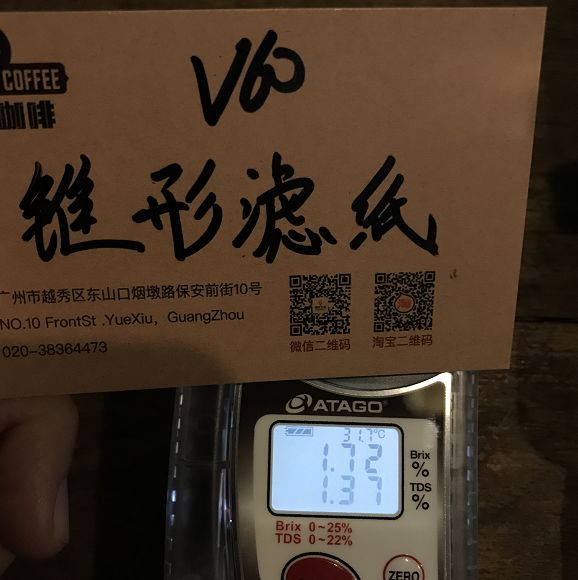 COFFEE
咖啡
V60
锥形滤纸
广州市越秀区东山口烟墩路保安前街10号
NO.10 FrontSt .YueXiu, GuangZhou
020-38364473
微信二维码
淘宝二维码
ATAGO
31.7°C
1.72 Brix %
1.37 TDS %
Brix 0~25%
TDS 0~22%
ZERO